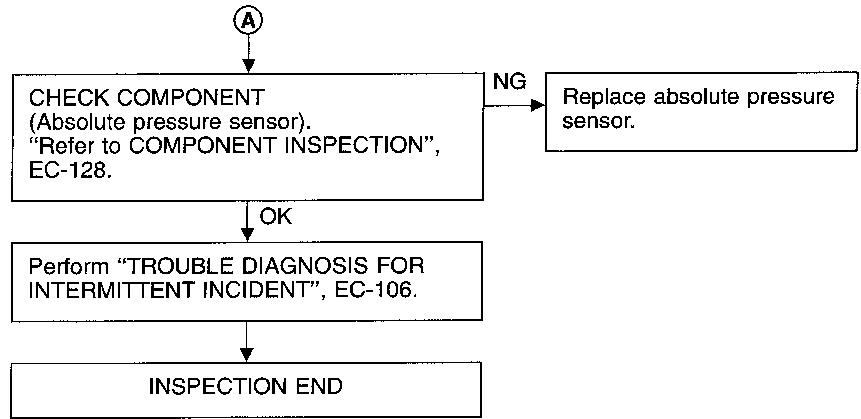 A
CHECK COMPONENT
(Absolute pressure sensor).
“Refer to COMPONENT INSPECTION”,
EC-128.
NG
Replace absolute pressure
sensor.
OK
Perform “TROUBLE DIAGNOSIS FOR
INTERMITTENT INCIDENT”, EC-106.
INSPECTION END